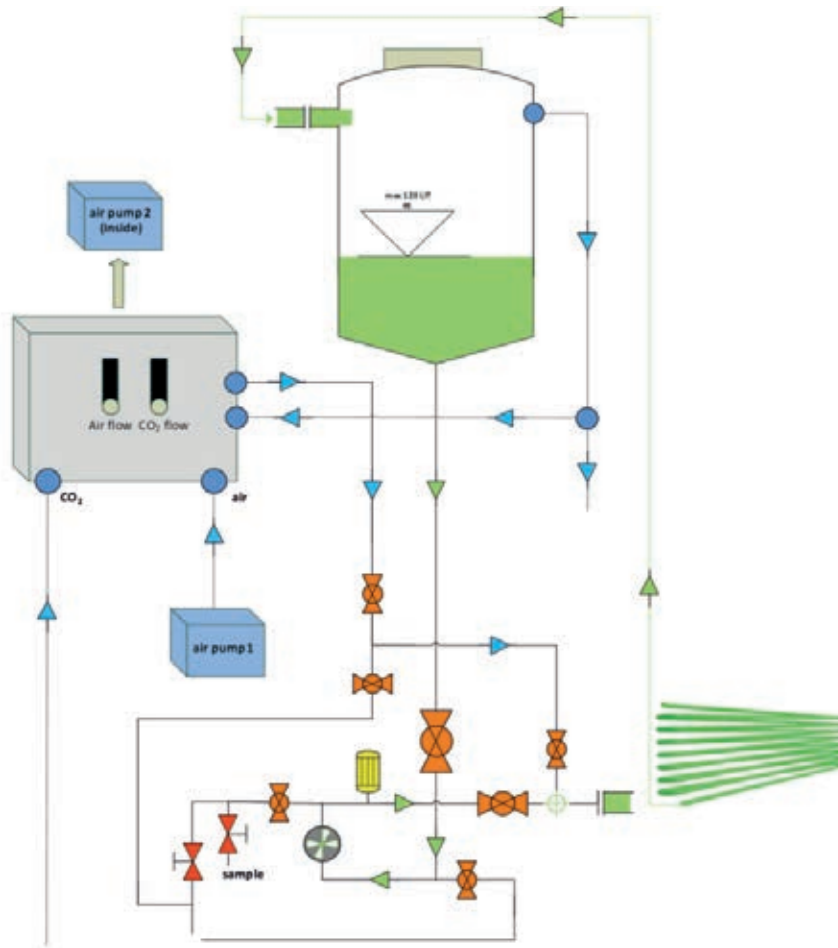 air pump 2
(inside)
Air flow CO₂ flow
CO₂
air
air pump 1
sample